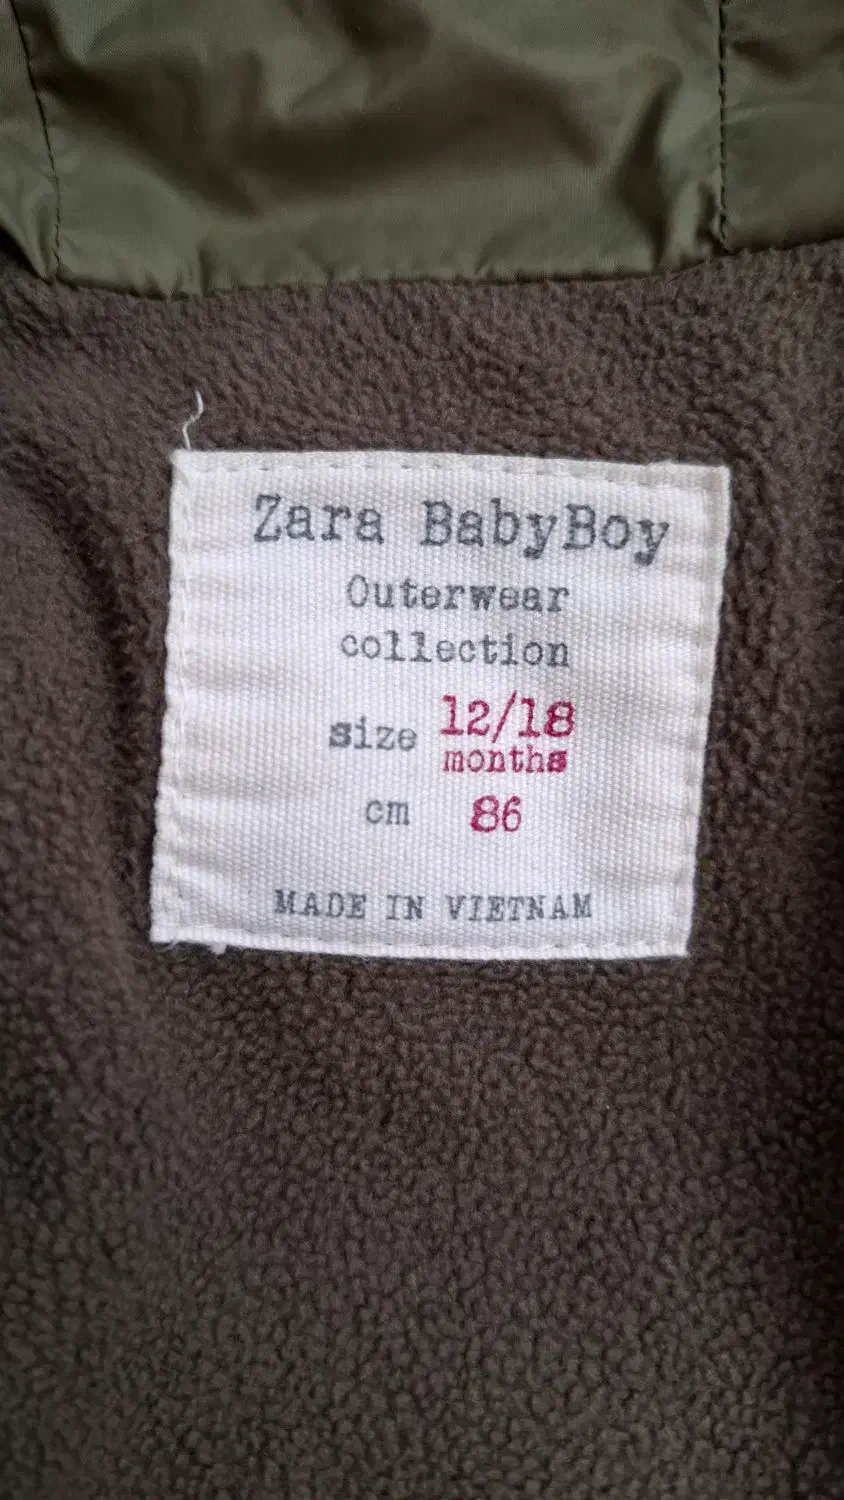 Zara BabyBoy
Outerwear
collection
size 12/18
months
cm 86
MADE IN VIETNAM